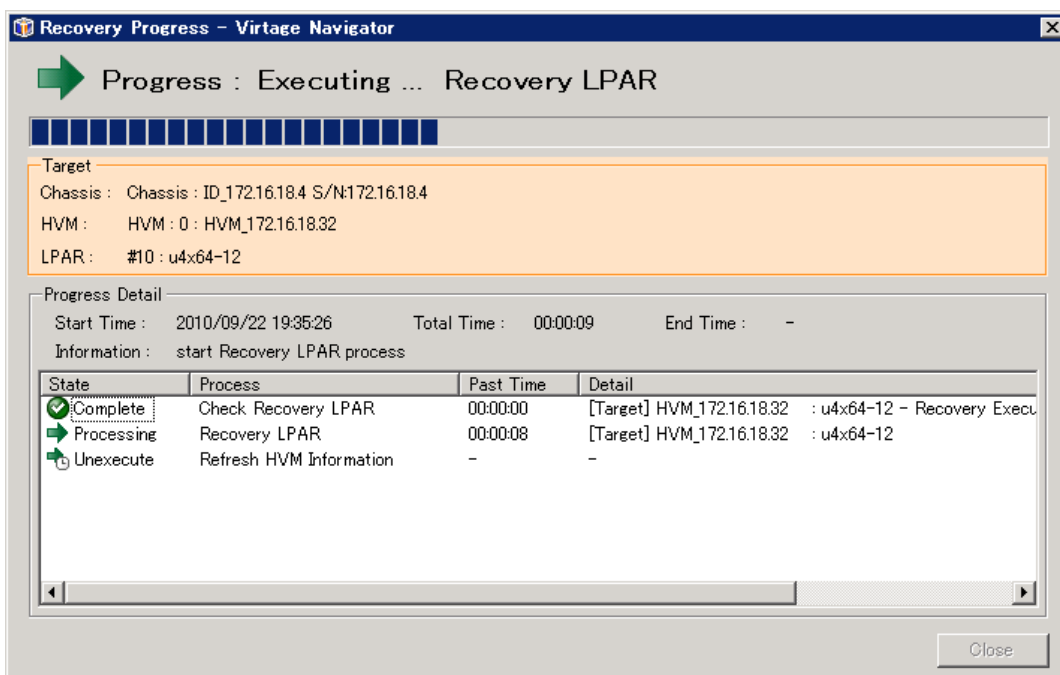 Recovery Progress - Virtage Navigator
Progress : Executing ... Recovery LPAR
Target
Chassis : Chassis : ID_172.16.18.4 S/N:172.16.18.4
HVM : HVM : 0 : HVM_172.16.18.32
LPAR : #10 : u4x64-12
Progress Detail
Start Time : 2010/09/22 19:35:26 Total Time : 00:00:09 End Time : -
Information : start Recovery LPAR process
State Process Past Time Detail
Complete Check Recovery LPAR 00:00:00 [Target] HVM_172.16.18.32 : u4x64-12 - Recovery Execu
Processing Recovery LPAR 00:00:08 [Target] HVM_172.16.18.32 : u4x64-12
Unexecute Refresh HVM Information - -
Close